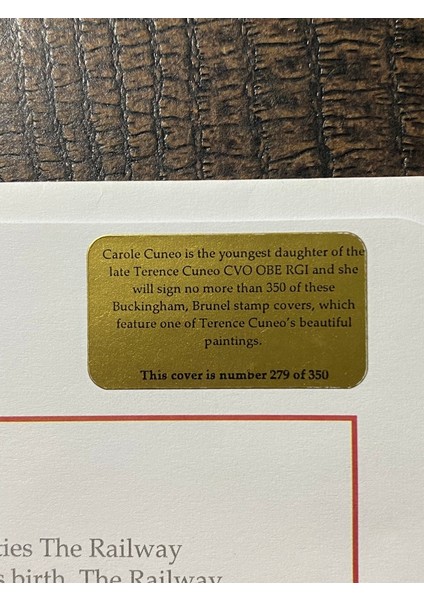 Carole Cuneo is the youngest daughter of the
late Terence Cuneo CVO OBE RGI and she
will sign no more than 350 of these
Buckingham, Brunel stamp covers, which
feature one of Terence Cuneo's beautiful
paintings.
This cover is number 279 of 350
ties The Railway
s birth. The Railway